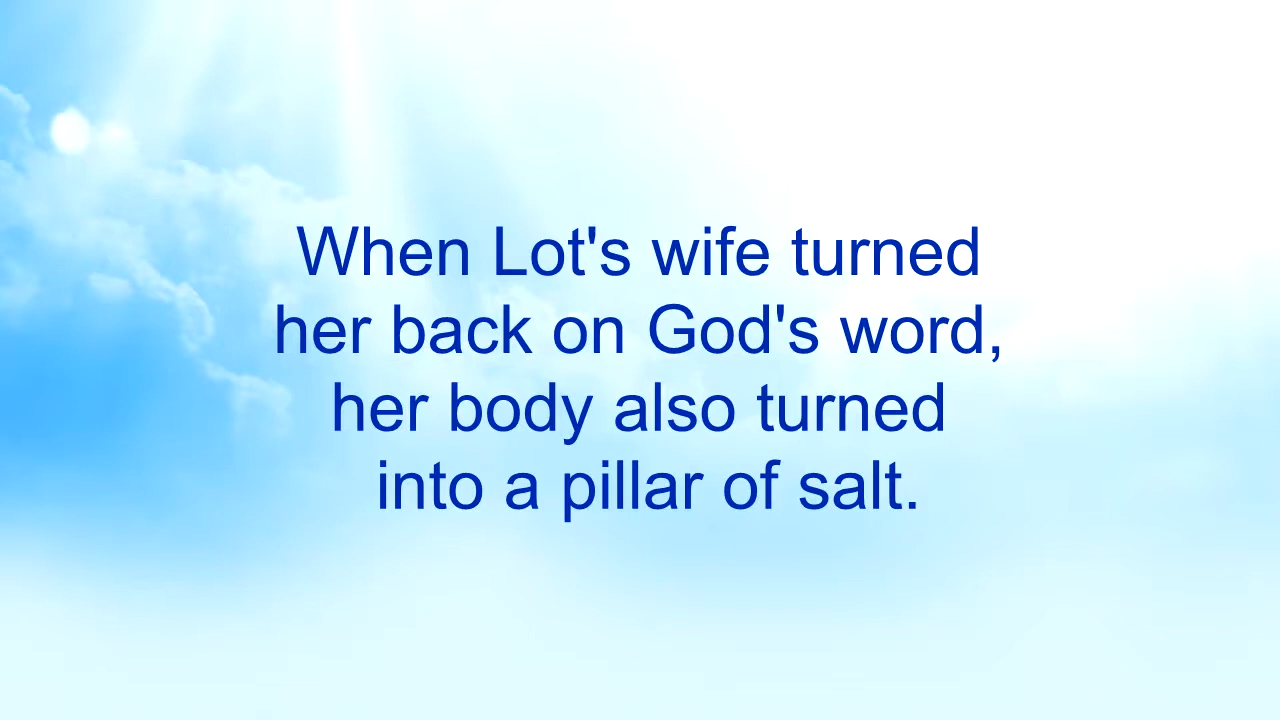 When Lot's wife turned
her back on God's word,
her body also turned
into a pillar of salt.